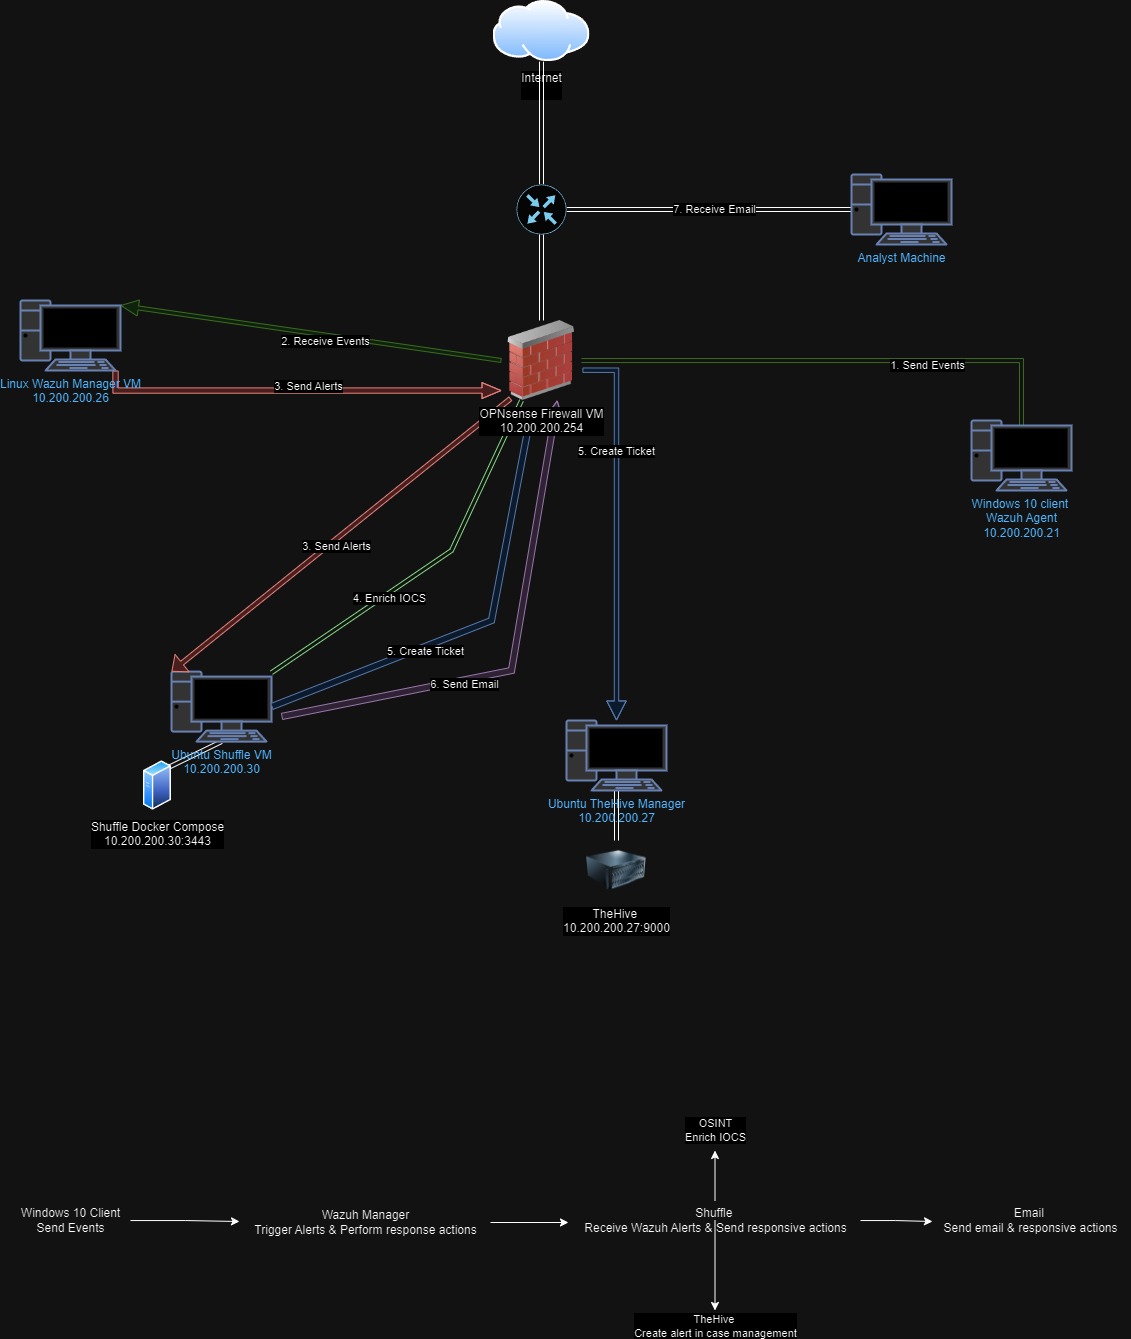 Internet
7. Receive Email
Analyst Machine
2. Receive Events
1. Send Events
Linux Wazuh Manager VM
10.200.200.26
3. Send Alerts
OPNsense Firewall VM
10.200.200.254
5. Create Ticket
Windows 10 client
Wazuh Agent
10.200.200.21
3. Send Alerts
4. Enrich IOCS
5. Create Ticket
6. Send Email
Ubuntu Shuffle VM
10.200.200.30
Ubuntu TheHive Manager
10.200.200.27
Shuffle Docker Compose
10.200.200.30:3443
TheHive
10.200.200.27:9000
OSINT
Enrich IOCS
Windows 10 Client
Send Events
Wazuh Manager
Trigger Alerts & Perform response actions
Shuffle
Receive Wazuh Alerts & Send responsive actions
Email
Send email & responsive actions
TheHive
Create alert in case management